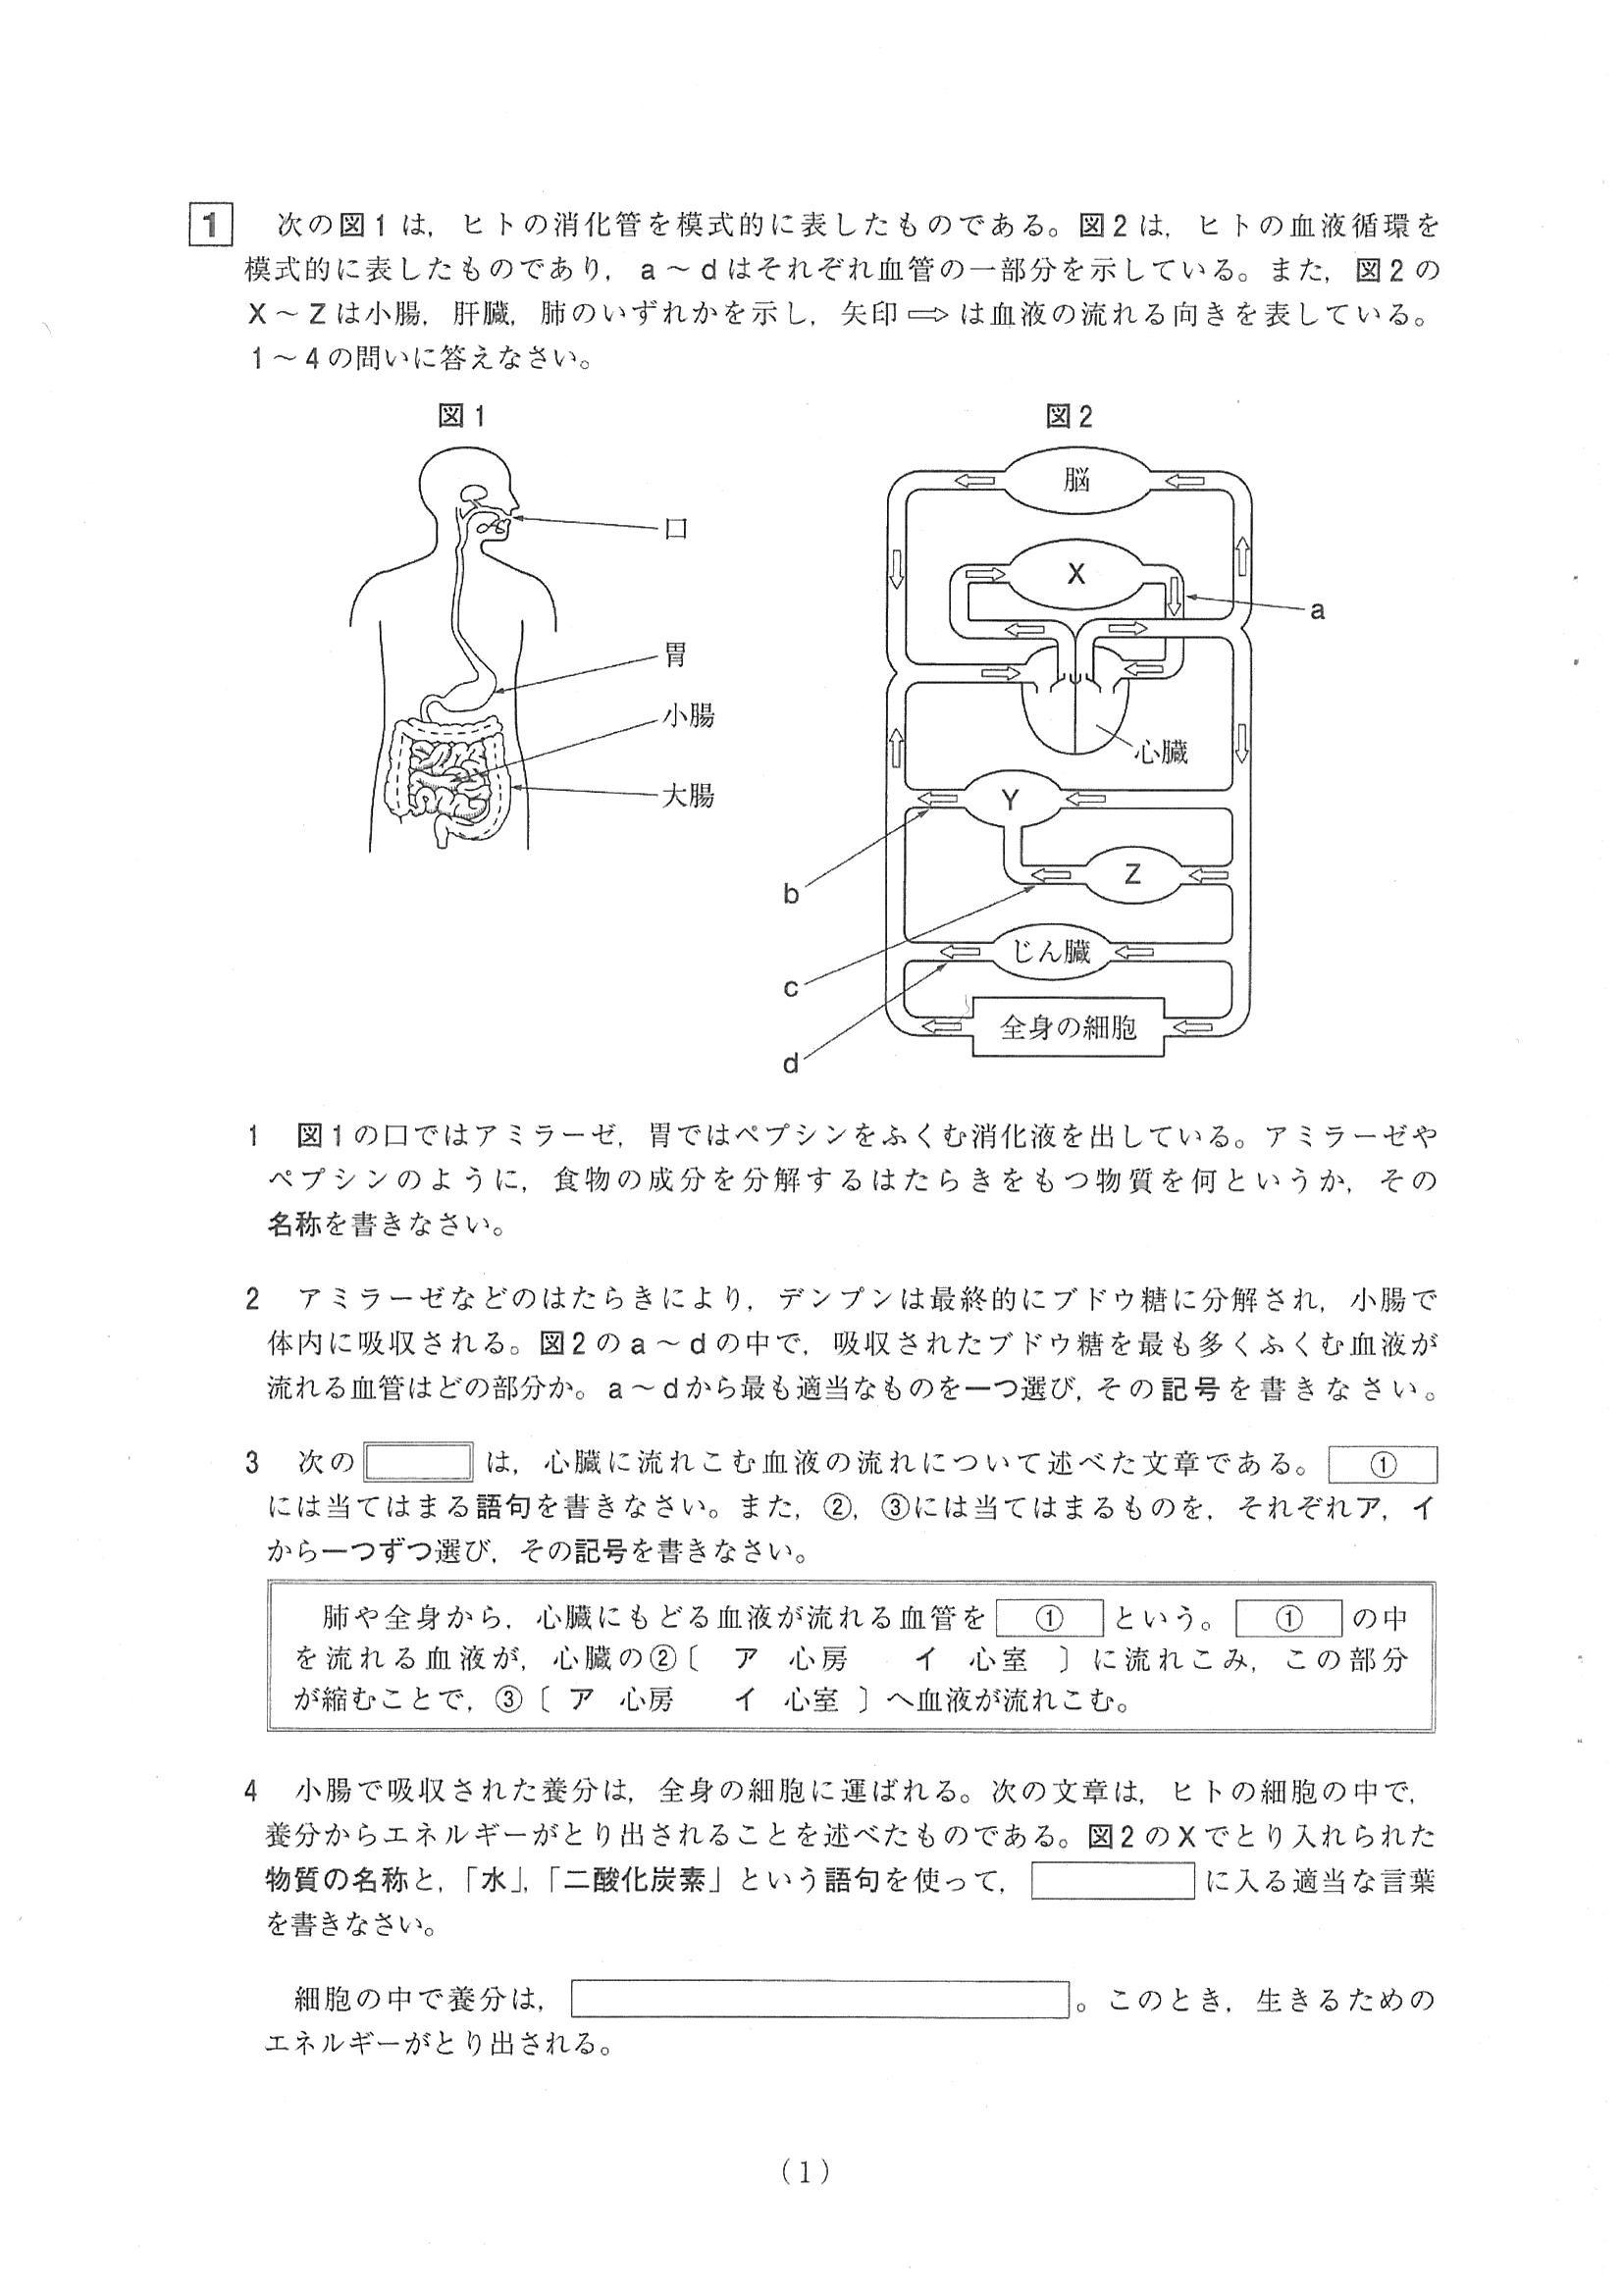 1 次の図1は，ヒトの消化管を模式的に表したものである。図2は，ヒトの血液循環を
模式的に表したものであり，a～dはそれぞれ血管の一部分を示している。また，図2の
X～Zは小腸，肝臓，肺のいずれかを示し，矢印⇨は血液の流れる向きを表している。
1～4の問いに答えなさい。
図1
口
胃
小腸
大腸
図2
脳
X
a
心臓
Y
b
Z
c
じん臓
d
全身の細胞
1 図1の口ではアミラーゼ，胃ではペプシンをふくむ消化液を出している。アミラーゼや
ペプシンのように，食物の成分を分解するはたらきをもつ物質を何というか，その
名称を書きなさい。
2 アミラーゼなどのはたらきにより，デンプンは最終的にブドウ糖に分解され，小腸で
体内に吸収される。図2のa～dの中で，吸収されたブドウ糖を最も多くふくむ血液が
流れる血管はどの部分か。a～dから最も適当なものを一つ選び，その記号を書きなさい。
3 次の は，心臓に流れこむ血液の流れについて述べた文章である。 ①
には当てはまる語句を書きなさい。また，②，③には当てはまるものを，それぞれア，イ
から一つずつ選び，その記号を書きなさい。
肺や全身から，心臓にもどる血液が流れる血管を ① という。 ① の中
を流れる血液が，心臓の②〔 ア 心房 イ 心室 〕に流れこみ，この部分
が縮むことで，③〔 ア 心房 イ 心室 〕へ血液が流れこむ。
4 小腸で吸収された養分は，全身の細胞に運ばれる。次の文章は，ヒトの細胞の中で，
養分からエネルギーがとり出されることを述べたものである。図2のXでとり入れられた
物質の名称と，「水」，「二酸化炭素」という語句を使って， に入る適当な言葉
を書きなさい。
細胞の中で養分は， 。このとき，生きるための
エネルギーがとり出される。
(1)